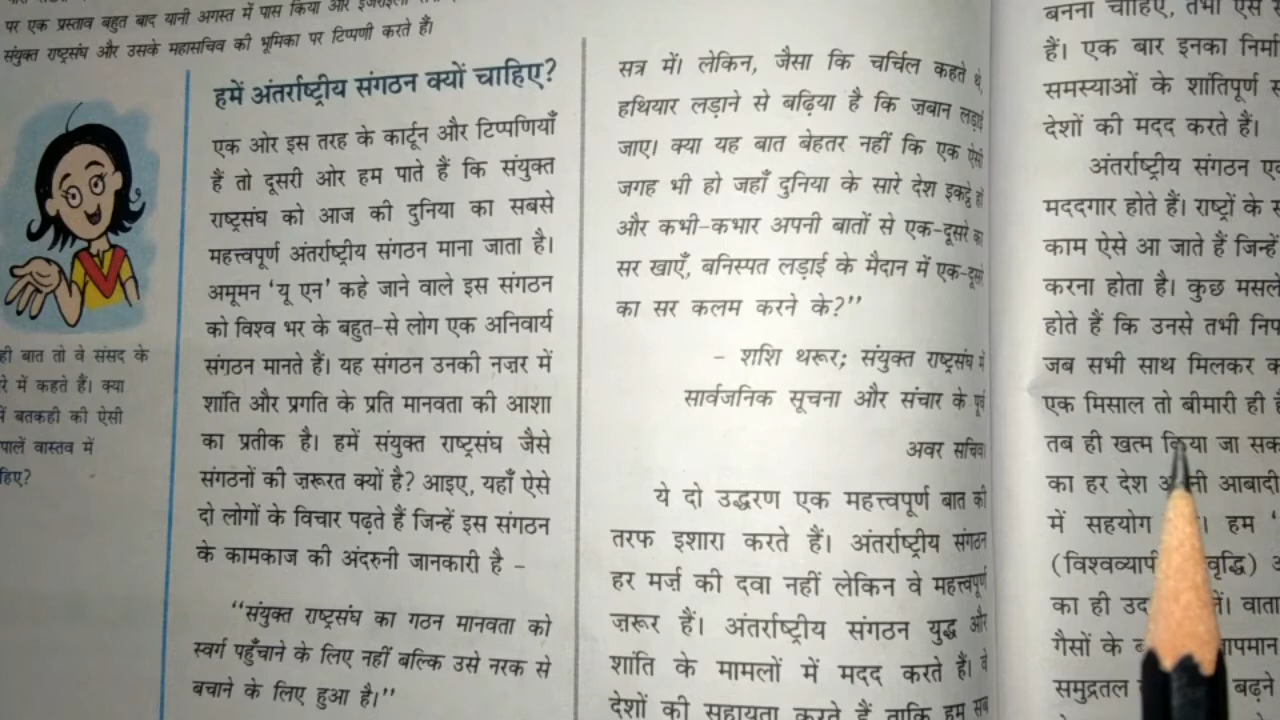 पर एक प्रस्ताव बहुत बाद यानी अगस्त में पास किया और
संयुक्त राष्ट्रसंघ और उसके महासचिव की भूमिका पर टिप्पणी करते हैं।
ही बात तो वे संसद के
रे में कहते हैं। क्या
में बतकही की ऐसी
पालें वास्तव में
हिए?
हमें अंतर्राष्ट्रीय संगठन क्यों चाहिए?
एक ओर इस तरह के कार्टून और टिप्पणियाँ
हैं तो दूसरी ओर हम पाते हैं कि संयुक्त
राष्ट्रसंघ को आज की दुनिया का सबसे
महत्त्वपूर्ण अंतर्राष्ट्रीय संगठन माना जाता है।
अमूमन ‘यू एन’ कहे जाने वाले इस संगठन
को विश्व भर के बहुत-से लोग एक अनिवार्य
संगठन मानते हैं। यह संगठन उनकी नज़र में
शांति और प्रगति के प्रति मानवता की आशा
का प्रतीक है। हमें संयुक्त राष्ट्रसंघ जैसे
संगठनों की ज़रूरत क्यों है? आइए, यहाँ ऐसे
दो लोगों के विचार पढ़ते हैं जिन्हें इस संगठन
के कामकाज की अंदरुनी जानकारी है –
“संयुक्त राष्ट्रसंघ का गठन मानवता को
स्वर्ग पहुँचाने के लिए नहीं बल्कि उसे नरक से
बचाने के लिए हुआ है।”
सत्र में। लेकिन, जैसा कि चर्चिल कहते थे,
हथियार लड़ाने से बढ़िया है कि ज़बान लड़ाई
जाए। क्या यह बात बेहतर नहीं कि एक ऐसी
जगह भी हो जहाँ दुनिया के सारे देश इकट्ठे हों
और कभी-कभार अपनी बातों से एक-दूसरे का
सर खाएँ, बनिस्पत लड़ाई के मैदान में एक-दूसरे
का सर कलम करने के?”
– शशि थरूर; संयुक्त राष्ट्रसंघ में
सार्वजनिक सूचना और संचार के पूर्व
अवर सचिव।
ये दो उद्धरण एक महत्त्वपूर्ण बात की
तरफ इशारा करते हैं। अंतर्राष्ट्रीय संगठन
हर मर्ज़ की दवा नहीं लेकिन वे महत्त्वपूर्ण
ज़रूर हैं। अंतर्राष्ट्रीय संगठन युद्ध और
शांति के मामलों में मदद करते हैं। वे
देशों की सहायता करते हैं ताकि हम सब
बनना चाहिए, तभी ऐसे
हैं। एक बार इनका निर्मा
समस्याओं के शांतिपूर्ण स
देशों की मदद करते हैं।
अंतर्राष्ट्रीय संगठन ए
मददगार होते हैं। राष्ट्रों के
काम ऐसे आ जाते हैं जिन्हें
करना होता है। कुछ मसले
होते हैं कि उनसे तभी निप
जब सभी साथ मिलकर क
एक मिसाल तो बीमारी ही है
तब ही खत्म किया जा सक
का हर देश अपनी आबादी
में सहयोग हम
(विश्वव्यापी वृद्धि)
का ही उद वाता
गैसों के तापमान
समुद्रतल बढ़ने